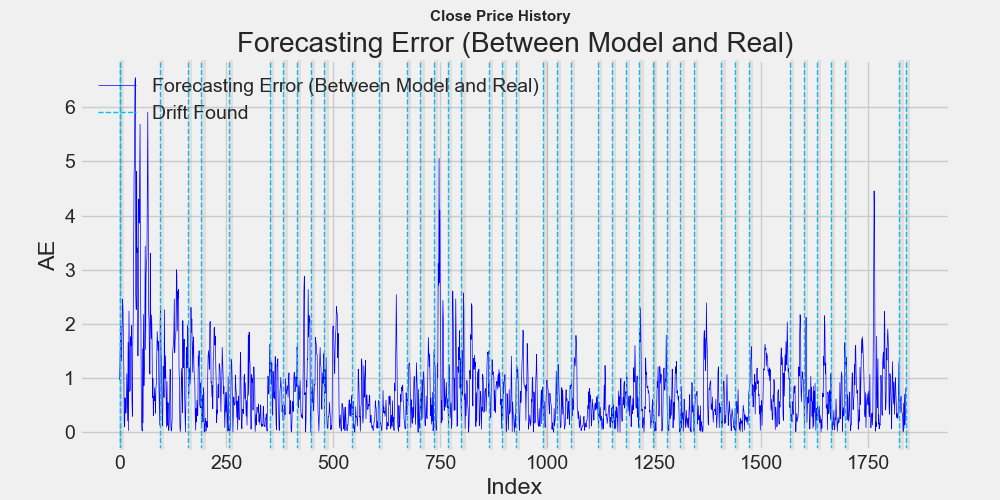 Close Price History
Forecasting Error (Between Model and Real)
Forecasting Error (Between Model and Real)
Drift Found
6
5
4
3
2
1
0
AE
0 250 500 750 1000 1250 1500 1750
Index